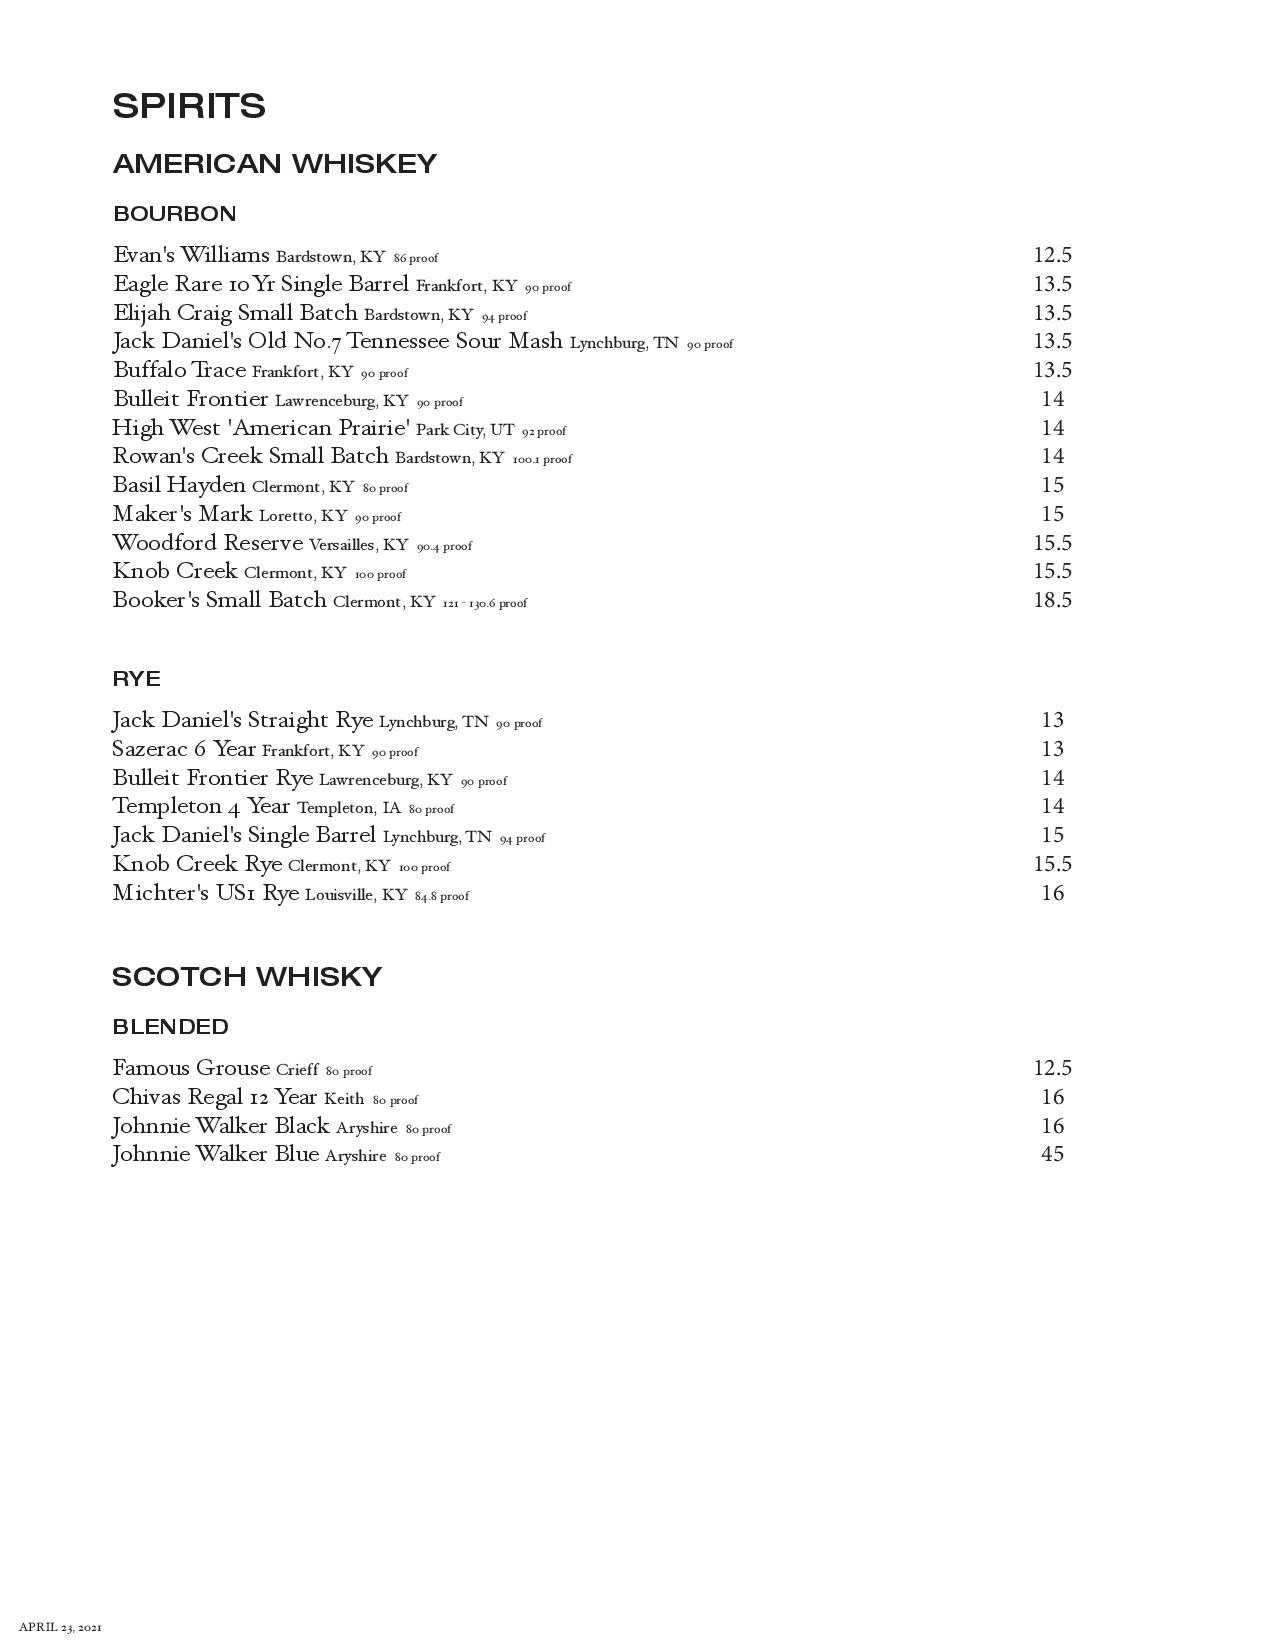 SPIRITS
AMERICAN WHISKEY
BOURBON
Evan's Williams Bardstown, KY 86 proof 12.5
Eagle Rare 10 Yr Single Barrel Frankfort, KY 90 proof 13.5
Elijah Craig Small Batch Bardstown, KY 94 proof 13.5
Jack Daniel's Old No.7 Tennessee Sour Mash Lynchburg, TN 90 proof 13.5
Buffalo Trace Frankfort, KY 90 proof 13.5
Bulleit Frontier Lawrenceburg, KY 90 proof 14
High West 'American Prairie' Park City, UT 92 proof 14
Rowan's Creek Small Batch Bardstown, KY 100.1 proof 14
Basil Hayden Clermont, KY 80 proof 15
Maker's Mark Loretto, KY 90 proof 15
Woodford Reserve Versailles, KY 90.4 proof 15.5
Knob Creek Clermont, KY 100 proof 15.5
Booker's Small Batch Clermont, KY 121 - 130.6 proof 18.5
RYE
Jack Daniel's Straight Rye Lynchburg, TN 90 proof 13
Sazerac 6 Year Frankfort, KY 90 proof 13
Bulleit Frontier Rye Lawrenceburg, KY 90 proof 14
Templeton 4 Year Templeton, IA 80 proof 14
Jack Daniel's Single Barrel Lynchburg, TN 94 proof 15
Knob Creek Rye Clermont, KY 100 proof 15.5
Michter's US1 Rye Louisville, KY 84.8 proof 16
SCOTCH WHISKY
BLENDED
Famous Grouse Crieff 80 proof 12.5
Chivas Regal 12 Year Keith 80 proof 16
Johnnie Walker Black Aryshire 80 proof 16
Johnnie Walker Blue Aryshire 80 proof 45
APRIL 23, 2021